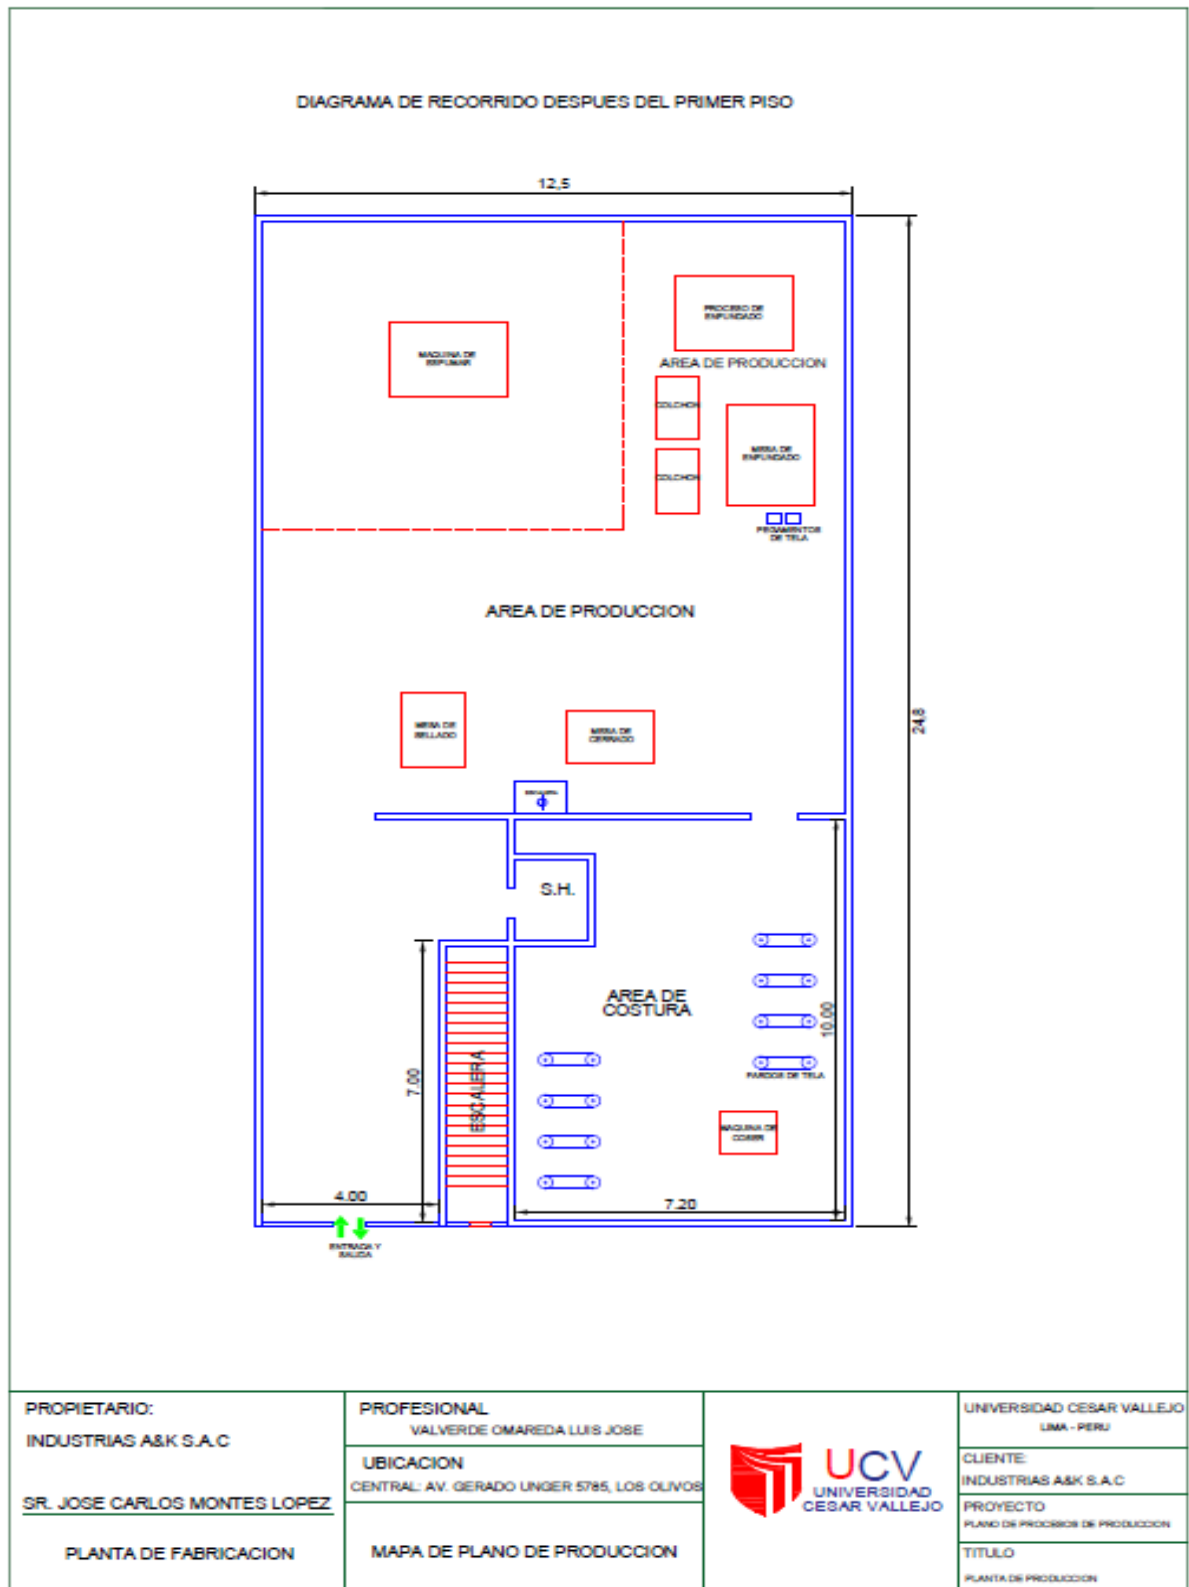 DIAGRAMA DE RECORRIDO DESPUES DEL PRIMER PISO
12,5
PROCESO DE
ENFUNDADO
MAQUINA DE
ESPUMAR
AREA DE PRODUCCION
COLCHON
MESA DE
ENFUNDADO
COLCHON
PEGAMENTOS
DE TELA
AREA DE PRODUCCION
24,8
MESA DE
SELLADO
MESA DE
CERRADO
S.H.
AREA DE
COSTURA
10.00
7.00
ESCALERA
PARDOS DE TELA
MAQUINA DE
COSER
4.00
7.20
ENTRADA Y
SALIDA
PROPIETARIO:
INDUSTRIAS A&K S.A.C
SR. JOSE CARLOS MONTES LOPEZ
PLANTA DE FABRICACION
PROFESIONAL
VALVERDE OMAREDA LUIS JOSE
UBICACION
CENTRAL: AV. GERADO UNGER 5785, LOS OLIVOS
MAPA DE PLANO DE PRODUCCION
UCV
UNIVERSIDAD
CESAR VALLEJO
UNIVERSIDAD CESAR VALLEJO
LIMA - PERU
CLIENTE:
INDUSTRIAS A&K S.A.C
PROYECTO
PLANO DE PROCESOS DE PRODUCCION
TITULO
PLANTA DE PRODUCCION